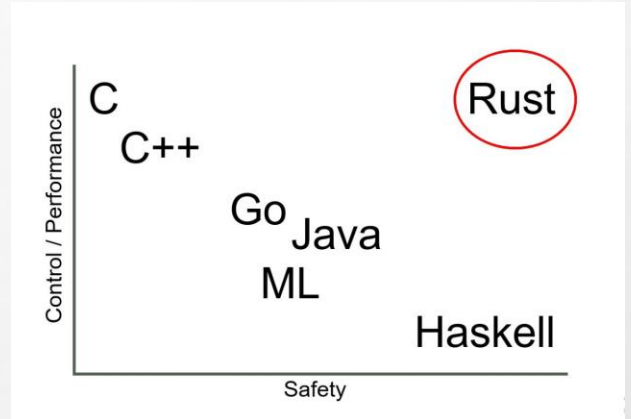 C
Rust
C++
Go
Java
ML
Haskell
Control / Performance
Safety